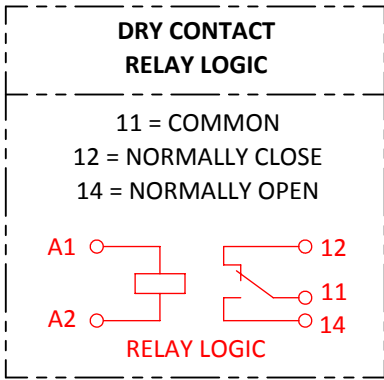 DRY CONTACT
RELAY LOGIC
11 = COMMON
12 = NORMALLY CLOSE
14 = NORMALLY OPEN
A1 12
11
A2 14
RELAY LOGIC